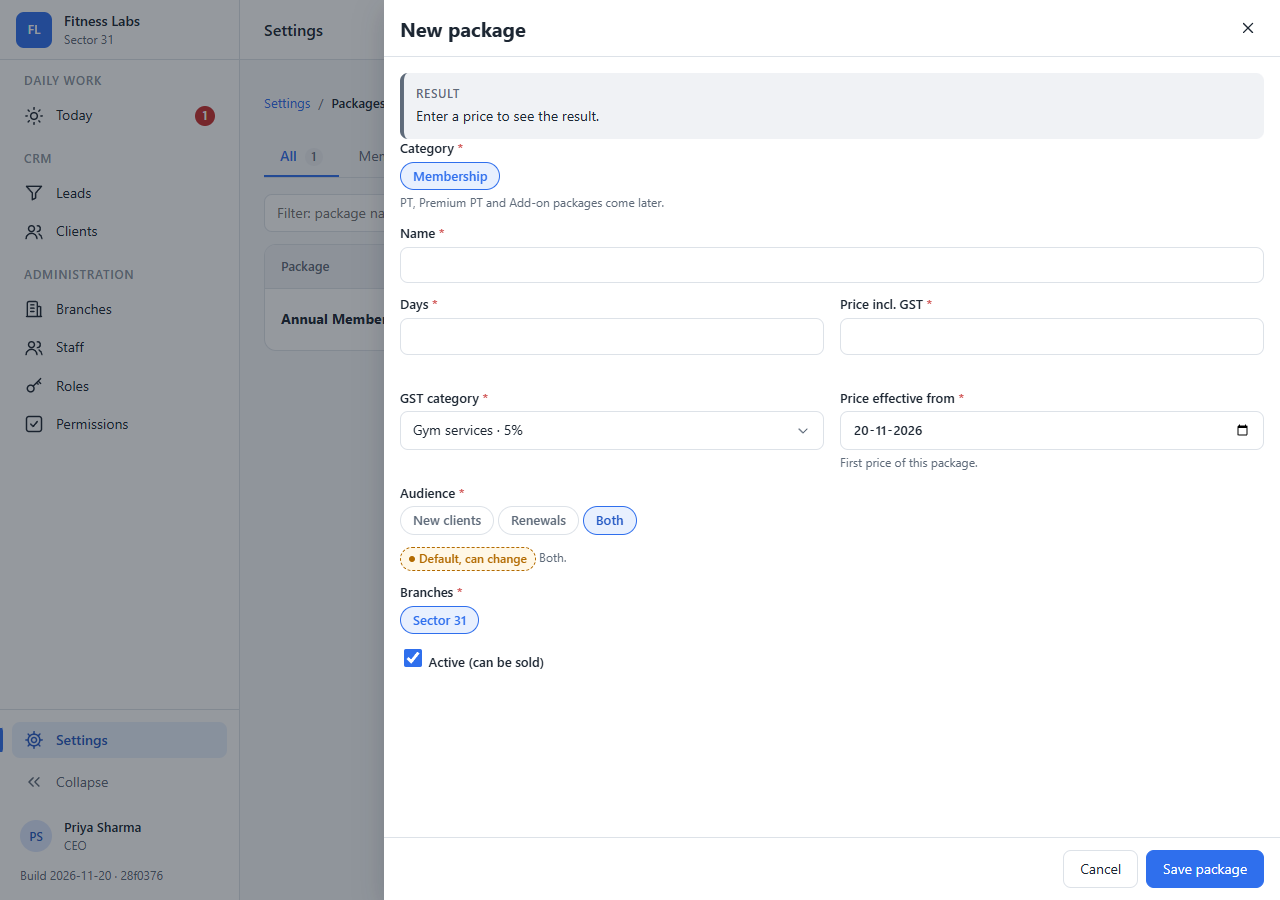 FL
Fitness Labs
Sector 31
DAILY WORK
Today
1
CRM
Leads
Clients
ADMINISTRATION
Branches
Staff
Roles
Permissions
Settings
Collapse
PS
Priya Sharma
CEO
Build 2026-11-20 · 28f0376
Settings
Settings / Packages
All 1
Filter: package
Package
Annual
New package
RESULT
Enter a price to see the result.
Category *
Membership
PT, Premium PT and Add-on packages come later.
Name *
Days *
Price incl. GST *
GST category *
Price effective from *
Gym services · 5%
20-11-2026
First price of this package.
Audience *
New clients
Renewals
Both
Default, can change Both.
Branches *
Sector 31
Active (can be sold)
Cancel
Save package